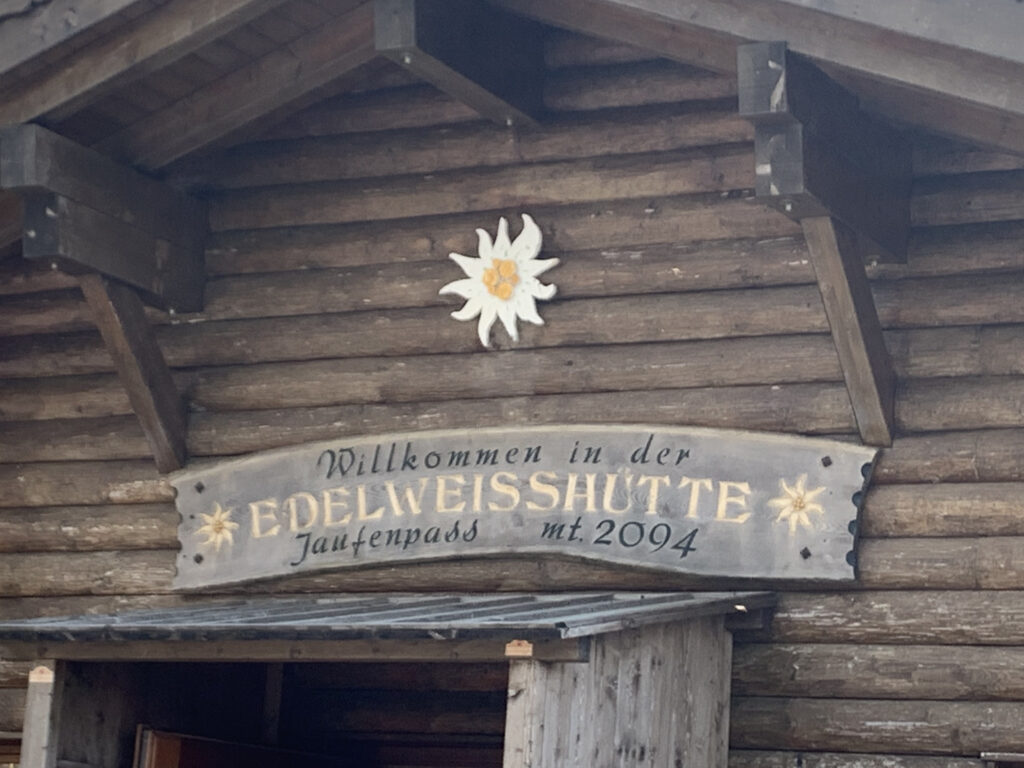 Willkommen in der
EDELWEISSHÜTTE
Jaufenpass mt. 2094